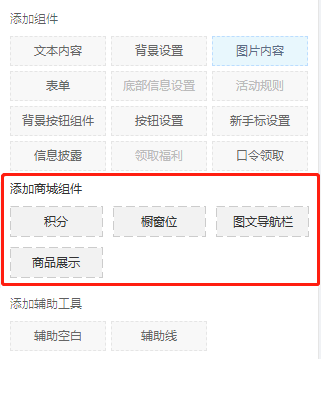 添加组件
文本内容 背景设置 图片内容
表单 底部信息设置 活动规则
背景按钮组件 按钮设置 新手标设置
信息披露 领取福利 口令领取
添加商城组件
积分 橱窗位 图文导航栏
商品展示
添加辅助工具
辅助空白 辅助线